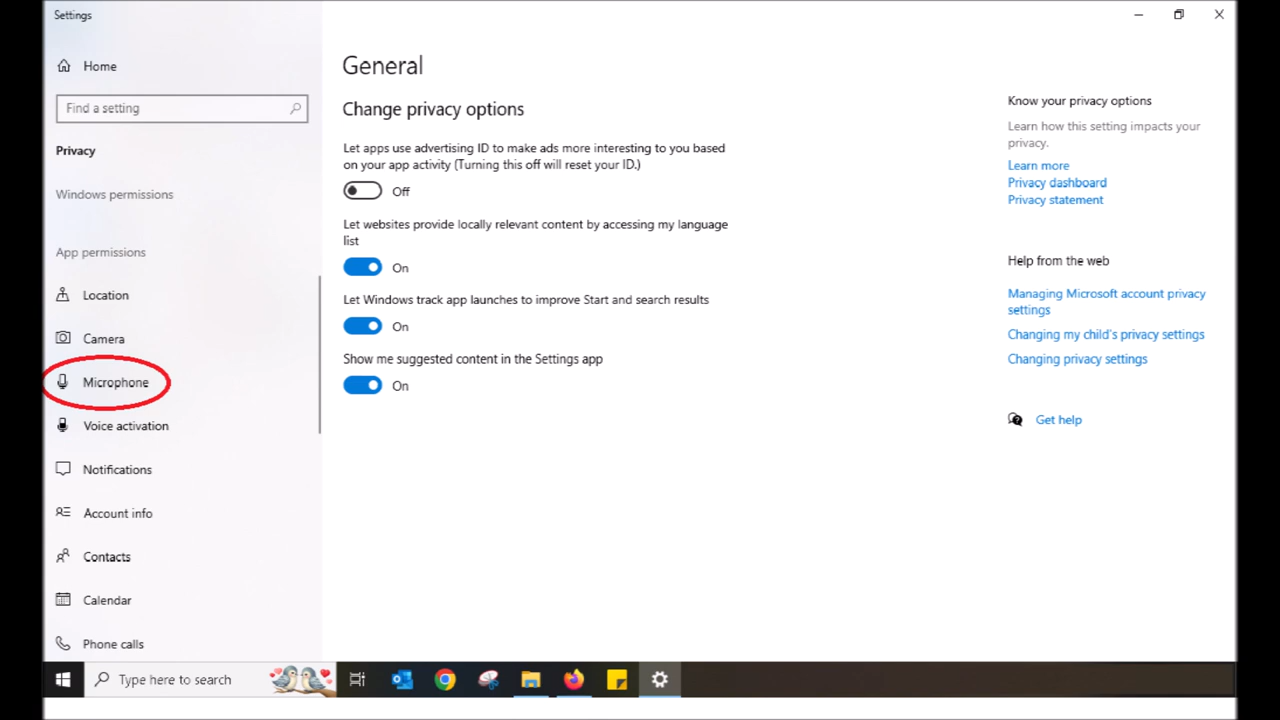 Settings
Home
Find a setting
Privacy
Windows permissions
App permissions
Location
Camera
Microphone
Voice activation
Notifications
Account info
Contacts
Calendar
Phone calls
General
Change privacy options
Let apps use advertising ID to make ads more interesting to you based
on your app activity (Turning this off will reset your ID.)
Off
Let websites provide locally relevant content by accessing my language
list
On
Let Windows track app launches to improve Start and search results
On
Show me suggested content in the Settings app
On
Know your privacy options
Learn how this setting impacts your
privacy.
Learn more
Privacy dashboard
Privacy statement
Help from the web
Managing Microsoft account privacy
settings
Changing my child's privacy settings
Changing privacy settings
Get help
Type here to search